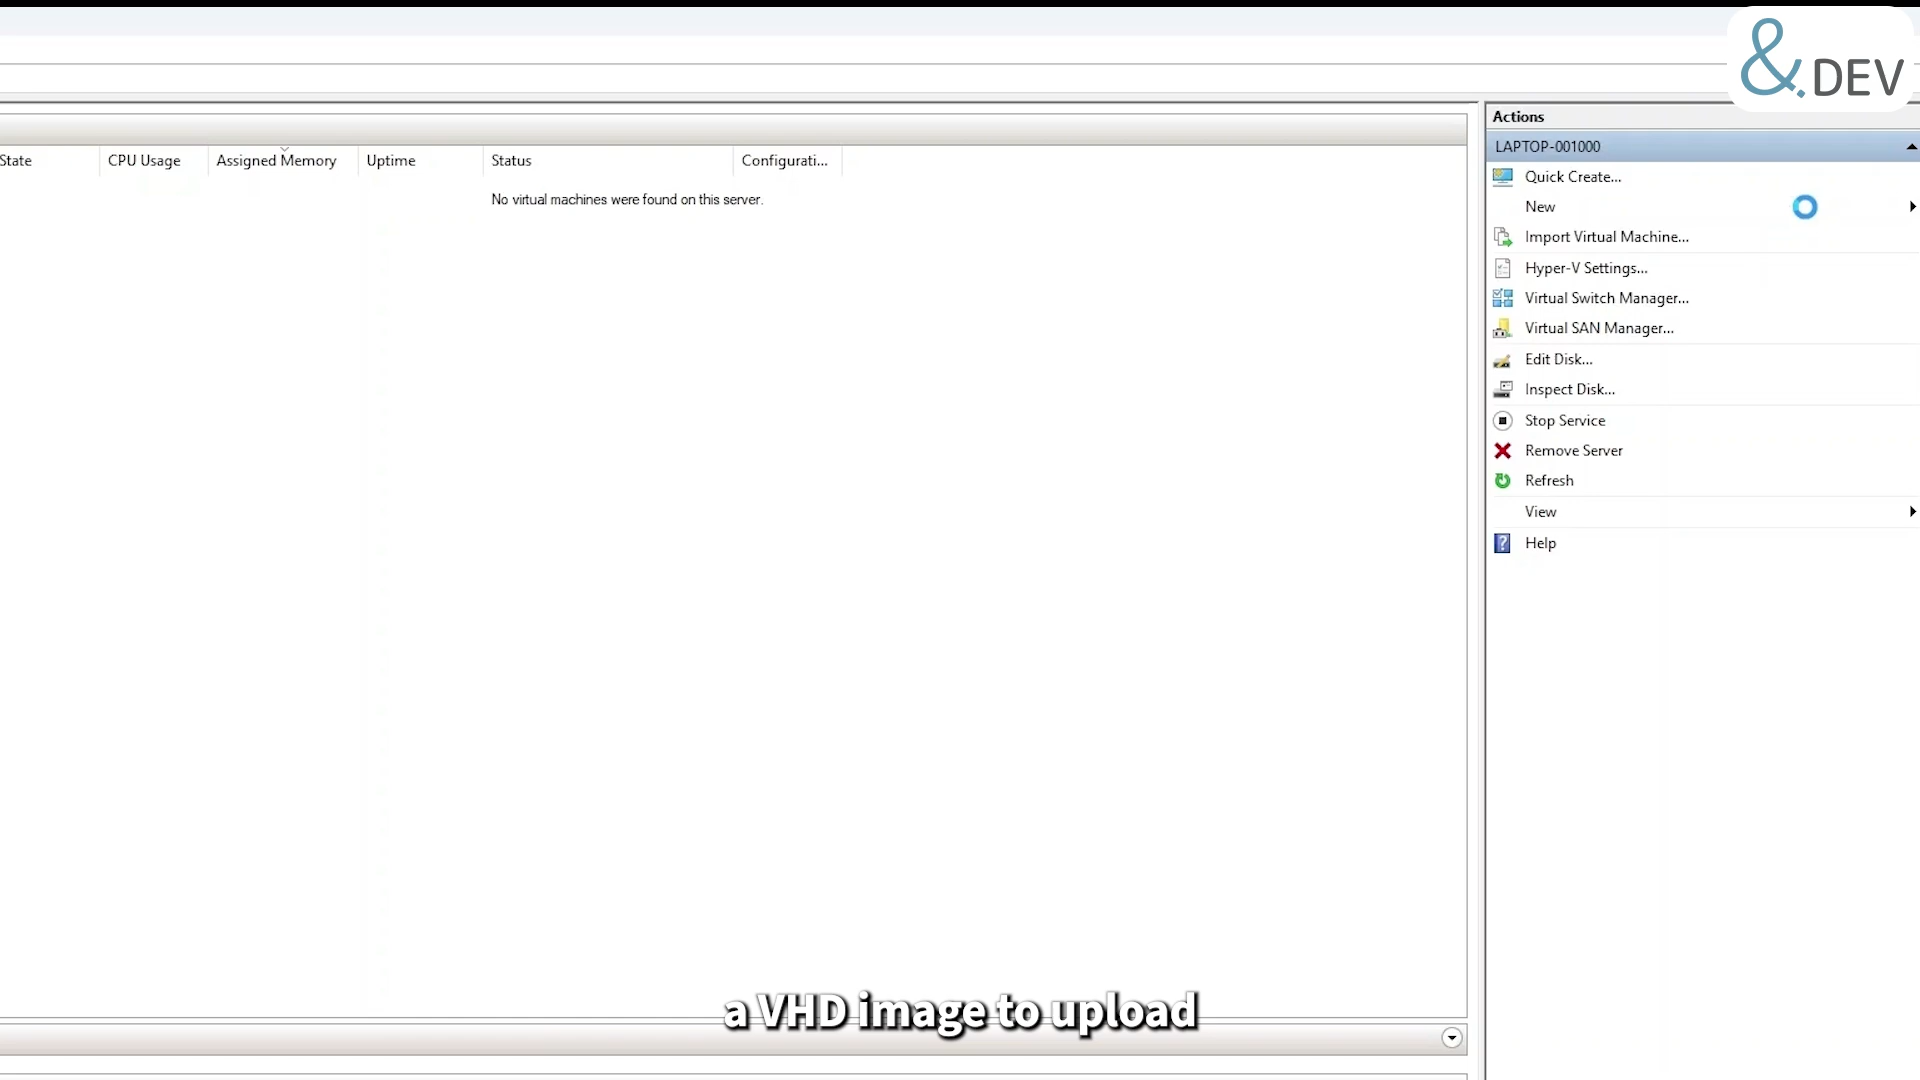 &.DEV
State
CPU Usage
Assigned Memory
Uptime
Status
Configurati...
No virtual machines were found on this server.
Actions
LAPTOP-001000
Quick Create...
New
Import Virtual Machine...
Hyper-V Settings...
Virtual Switch Manager...
Virtual SAN Manager...
Edit Disk...
Inspect Disk...
Stop Service
Remove Server
Refresh
View
Help
a VHD image to upload